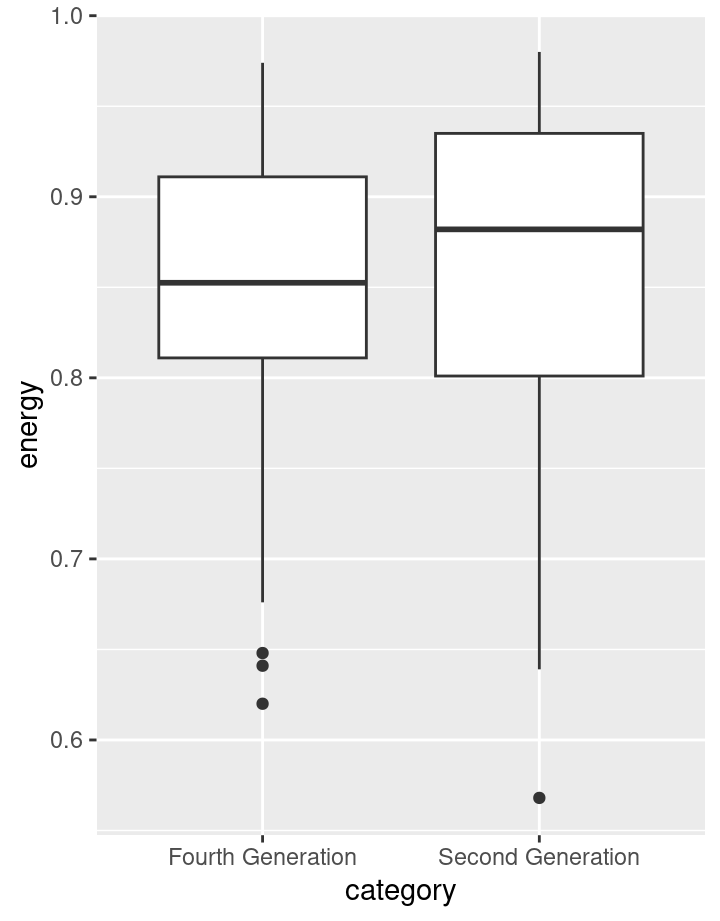 1.0
0.9
0.8
0.7
0.6
energy
Fourth Generation
Second Generation
category